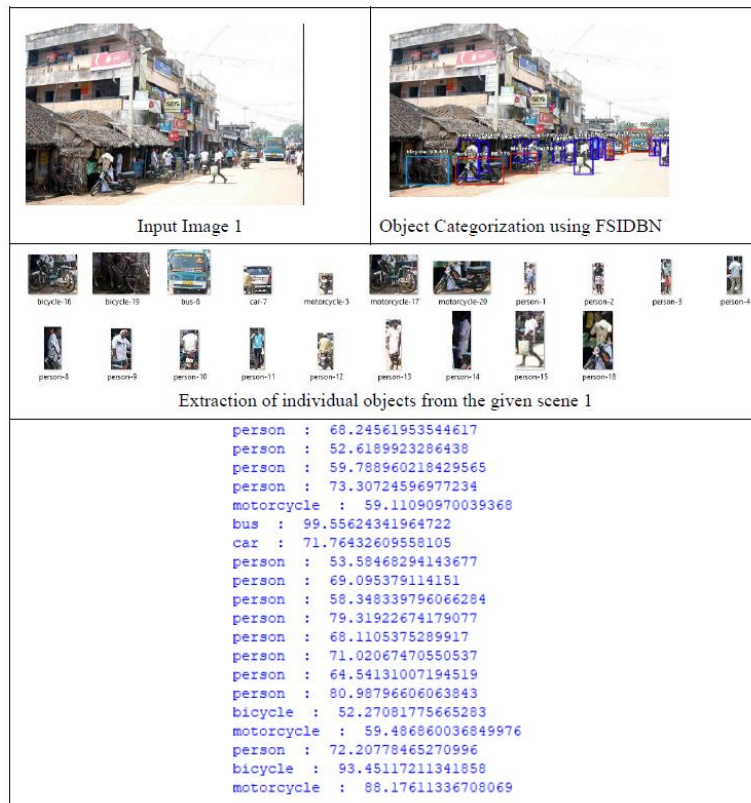 Input Image 1
Object Categorization using FSIDBN
bicycle-16 bicycle-19 bus-6 car-7 motorcycle-5 motorcycle-17 motorcycle-20 person-1 person-2 person-3 person-4
person-8 person-9 person-10 person-11 person-12 person-13 person-14 person-15 person-18
Extraction of individual objects from the given scene 1
person : 68.24561953544617
person : 52.6189923286438
person : 59.788960218429565
person : 73.30724596977234
motorcycle : 59.11090970039368
bus : 99.55624341964722
car : 71.76432609558105
person : 53.58468294143677
person : 69.095379114151
person : 58.348339796066284
person : 79.31922674179077
person : 68.1105375289917
person : 71.02067470550537
person : 64.54131007194519
person : 80.98796606063843
bicycle : 52.27081775665283
motorcycle : 59.486860036849976
person : 72.20778465270996
bicycle : 93.45117211341858
motorcycle : 88.17611336708069